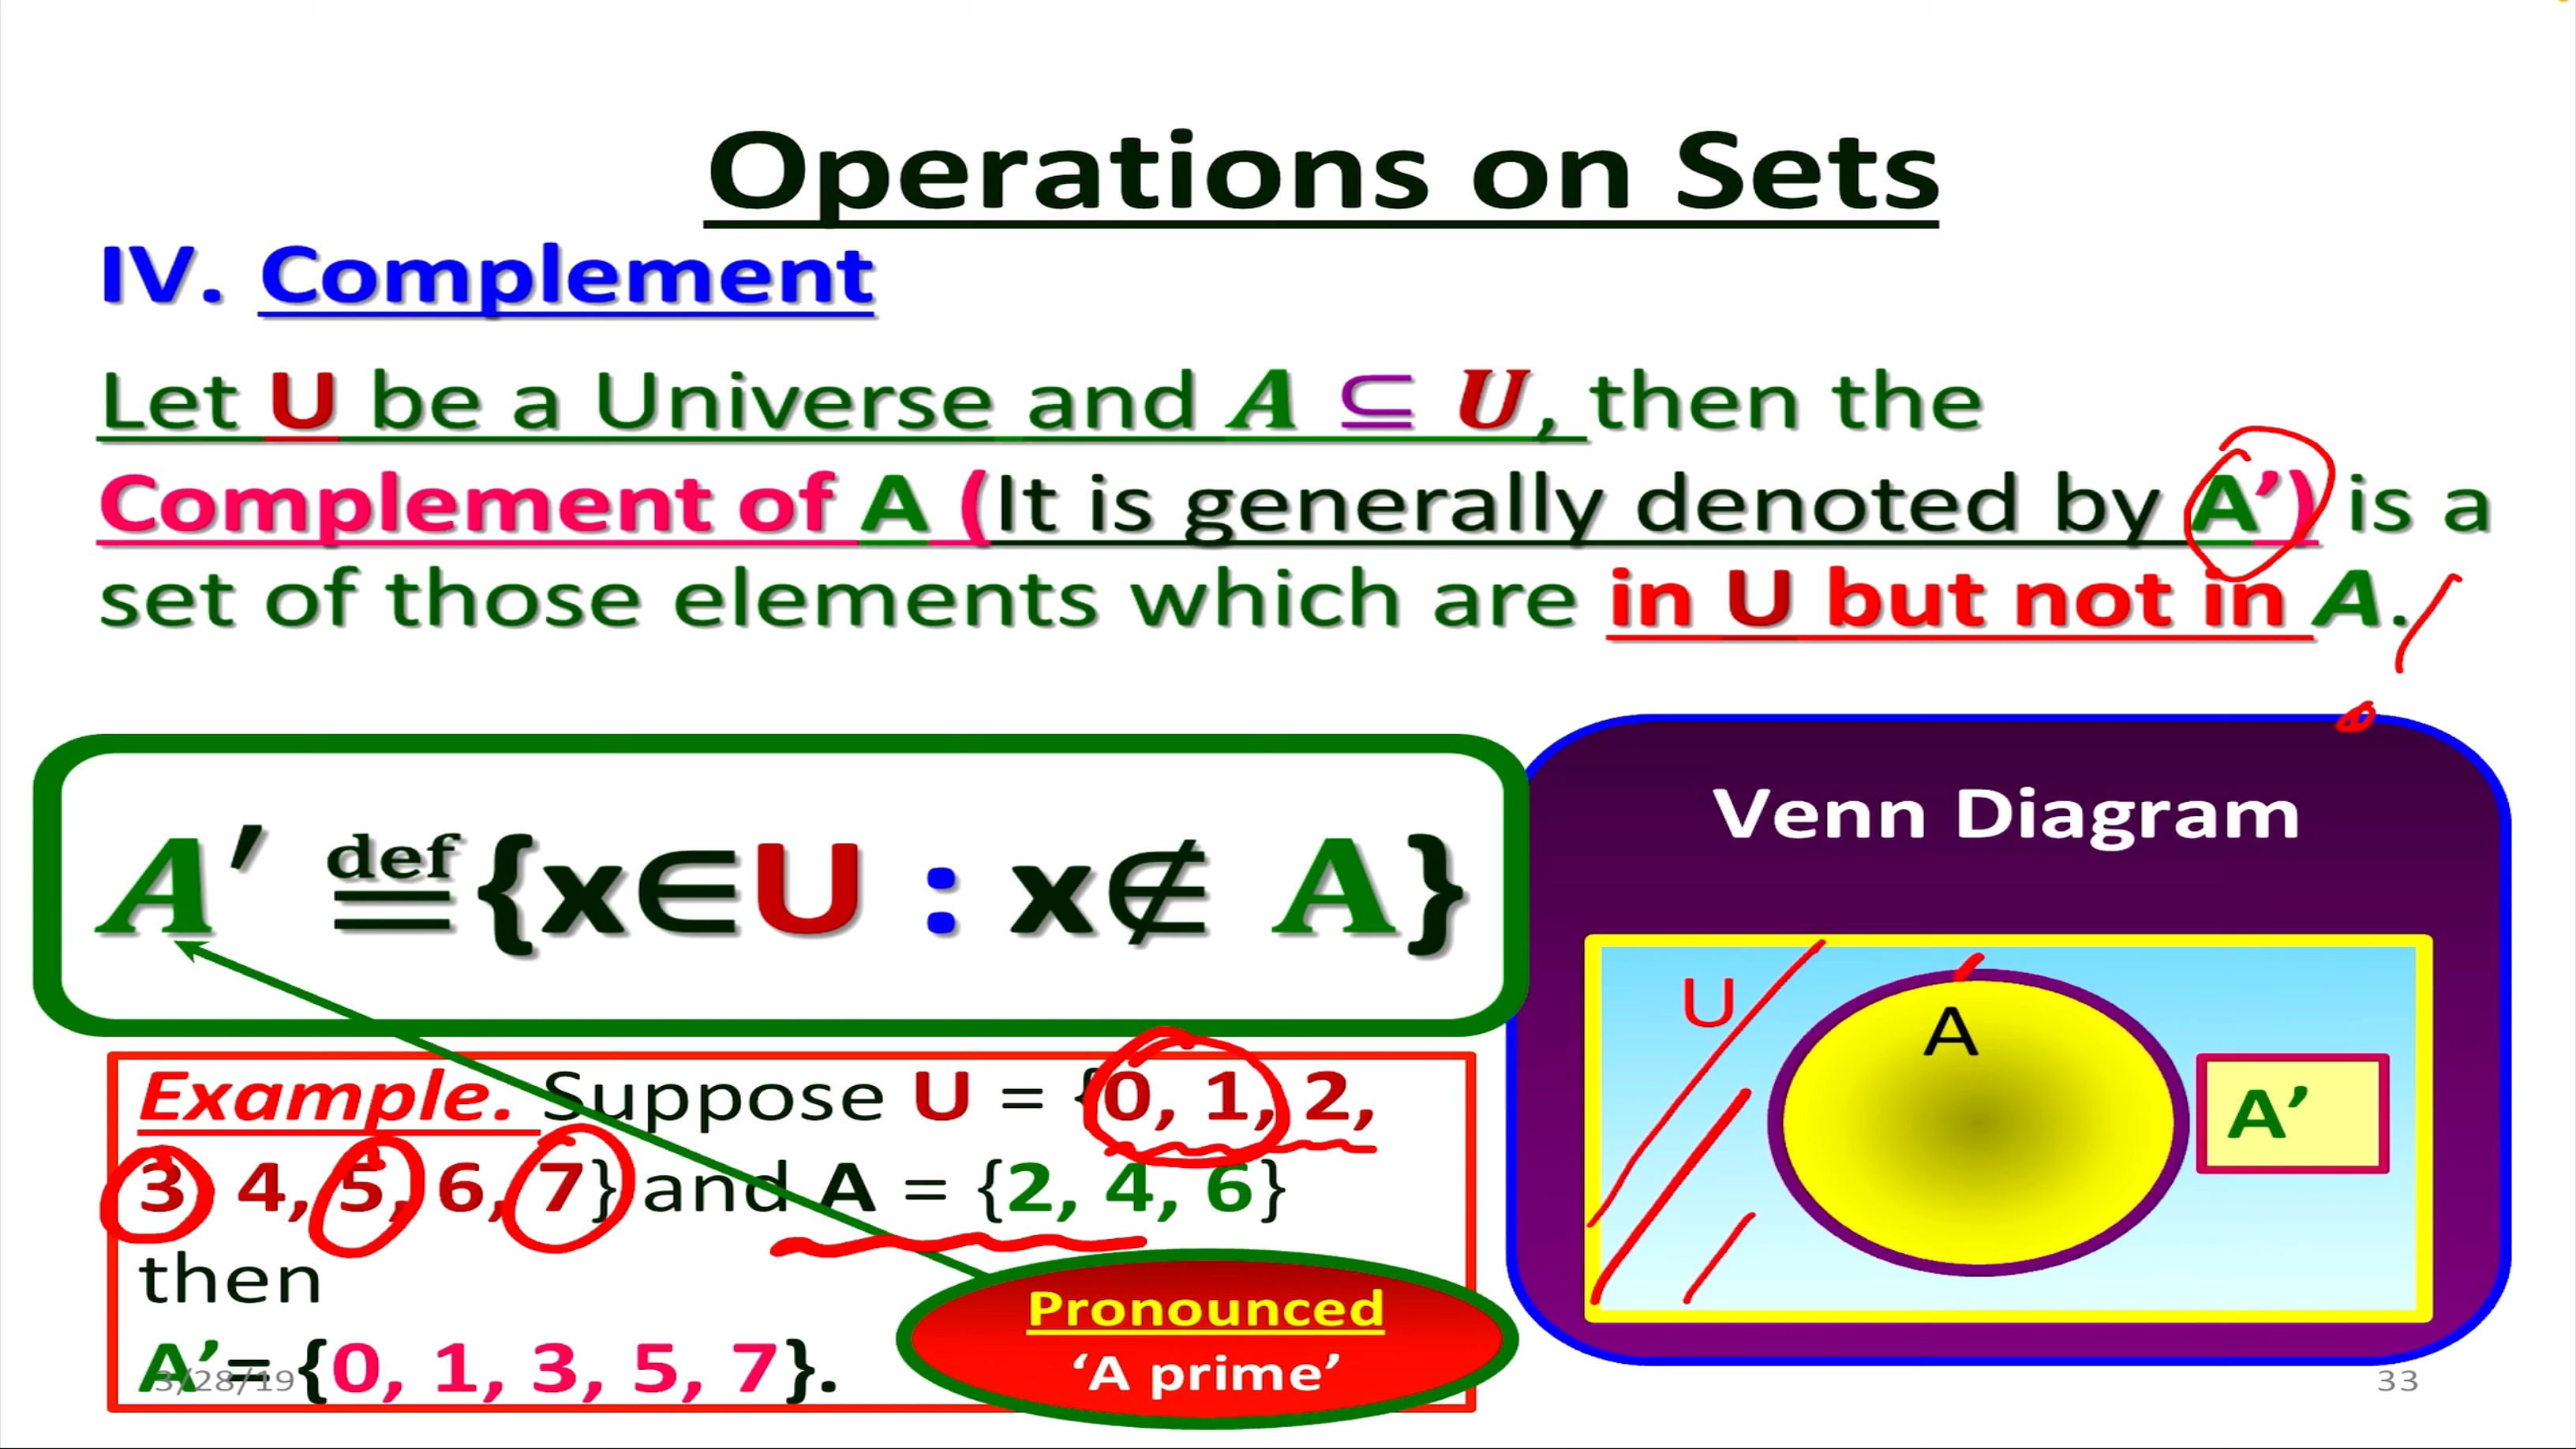 Operations on Sets
IV. Complement
Let U be a Universe and A ⊆ U, then the
Complement of A (It is generally denoted by A’) is a
set of those elements which are in U but not in A.
A′ ≝ {x∈U : x∉ A}
Example. Suppose U = {0, 1, 2,
3, 4, 5, 6, 7} and A = {2, 4, 6}
then
A’= {0, 1, 3, 5, 7}.
Pronounced
‘A prime’
Venn Diagram
U
A
A’
3/28/19
33